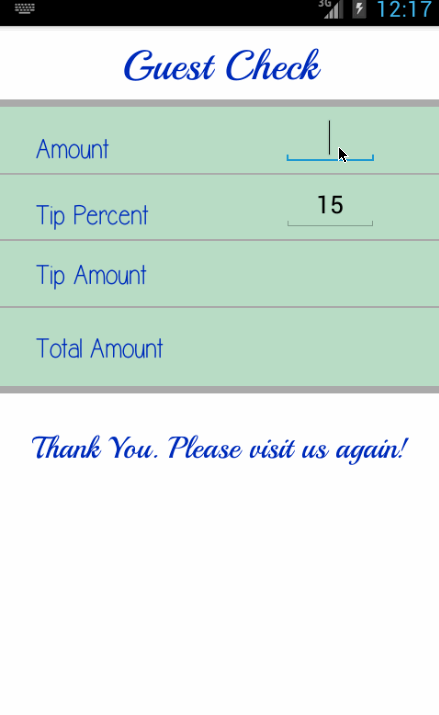 3G 12:17
Guest Check
Amount
Tip Percent 15
Tip Amount
Total Amount
Thank You. Please visit us again!